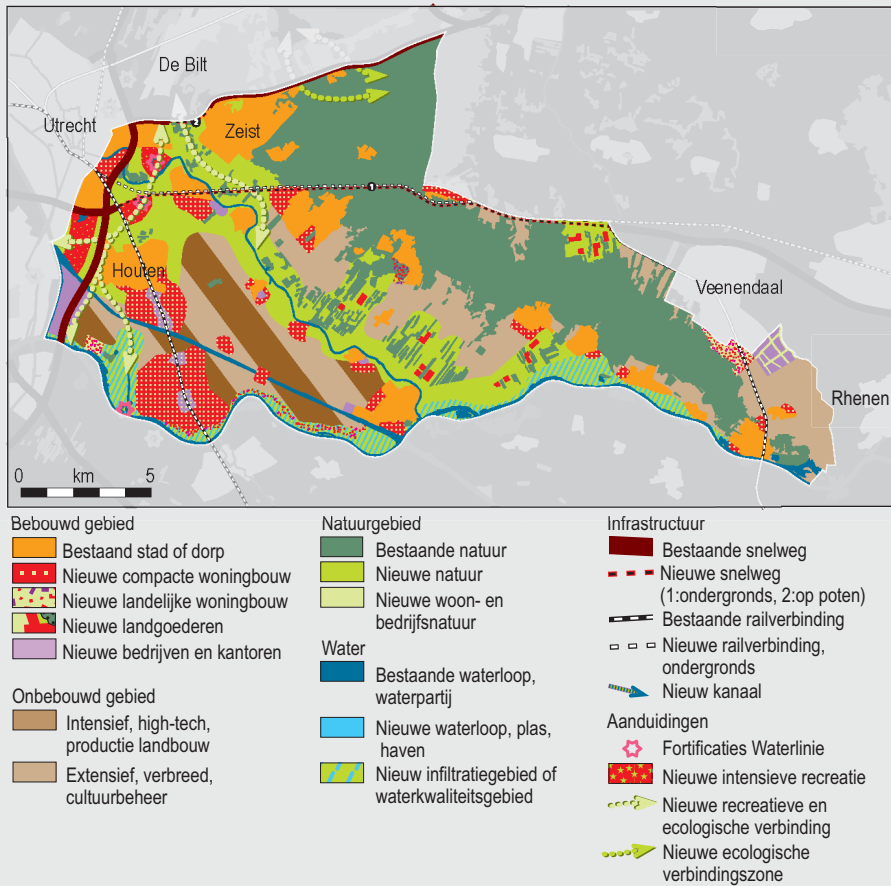 De Bilt
Utrecht
Zeist
2
1
Houten
Veenendaal
Rhenen
0 km 5
Bebouwd gebied
Bestaand stad of dorp
Nieuwe compacte woningbouw
Nieuwe landelijke woningbouw
Nieuwe landgoederen
Nieuwe bedrijven en kantoren
Onbebouwd gebied
Intensief, high-tech,
productie landbouw
Extensief, verbreed,
cultuurbeheer
Natuurgebied
Bestaande natuur
Nieuwe natuur
Nieuwe woon- en
bedrijfsnatuur
Water
Bestaande waterloop,
waterpartij
Nieuwe waterloop, plas,
haven
Nieuw infiltratiegebied of
waterkwaliteitsgebied
Infrastructuur
Bestaande snelweg
Nieuwe snelweg
(1:ondergronds, 2:op poten)
Bestaande railverbinding
Nieuwe railverbinding,
ondergronds
Nieuw kanaal
Aanduidingen
Fortificaties Waterlinie
Nieuwe intensieve recreatie
Nieuwe recreatieve en
ecologische verbinding
Nieuwe ecologische
verbindingszone